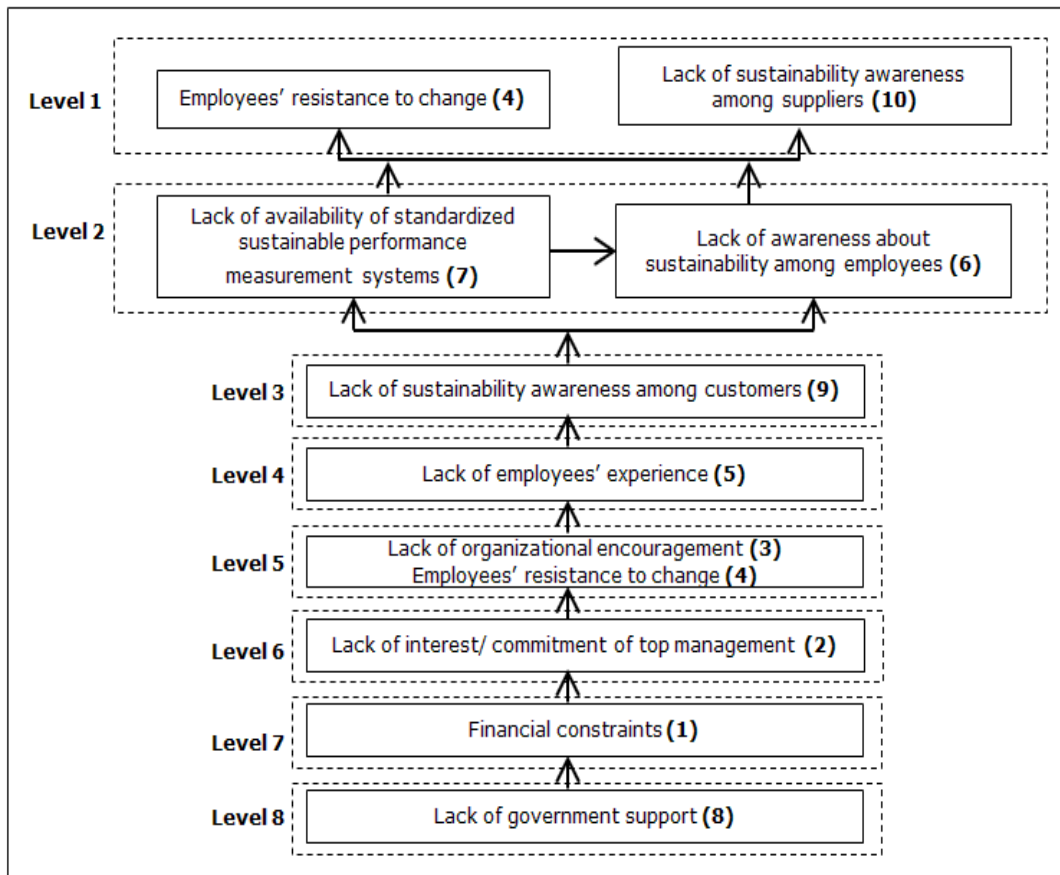 Level 1
Employees’ resistance to change (4)
Lack of sustainability awareness
among suppliers (10)
Level 2
Lack of availability of standardized
sustainable performance
measurement systems (7)
Lack of awareness about
sustainability among employees (6)
Level 3
Lack of sustainability awareness among customers (9)
Level 4
Lack of employees’ experience (5)
Level 5
Lack of organizational encouragement (3)
Employees’ resistance to change (4)
Level 6
Lack of interest/ commitment of top management (2)
Level 7
Financial constraints (1)
Level 8
Lack of government support (8)